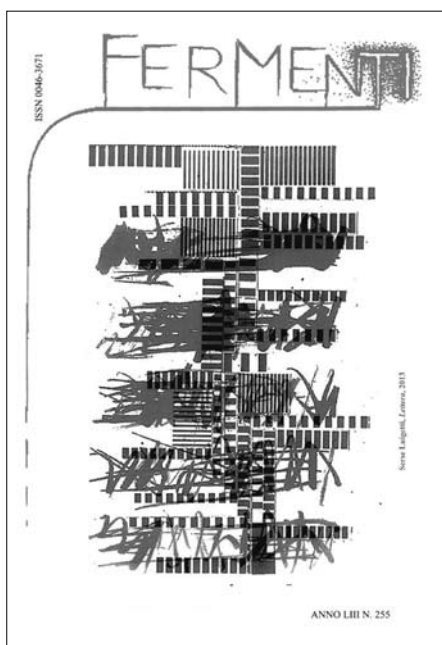 FERMENTI
ISSN 0046-3671
Serse Luigetti, Lettera, 2013
ANNO LIII N. 255